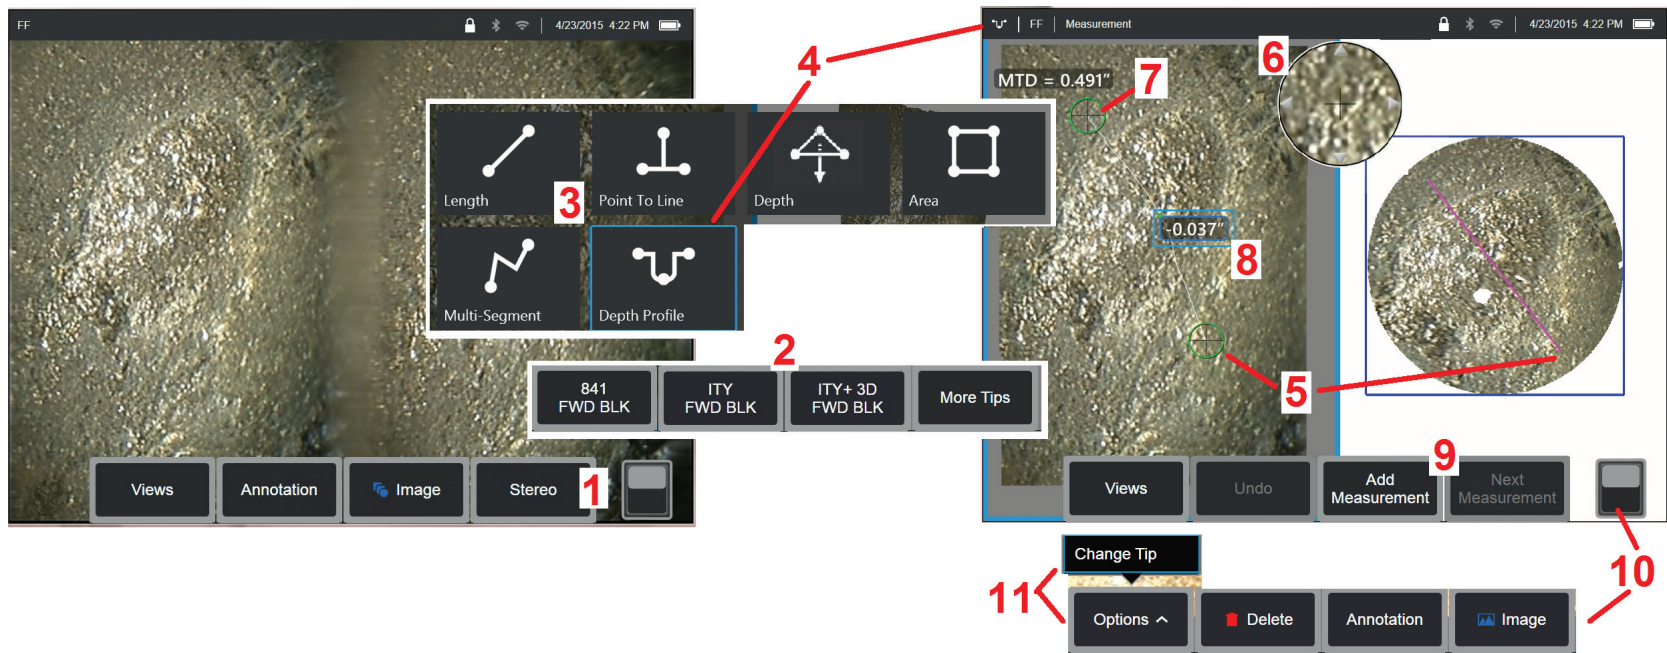 FF
4/23/2015 4:22 PM
Views
Annotation
Image
Stereo
1
2
841
FWD BLK
ITY
FWD BLK
ITY+ 3D
FWD BLK
More Tips
3
Length
Point To Line
Depth
Area
Multi-Segment
Depth Profile
4
FF
Measurement
4/23/2015 4:22 PM
MTD = 0.491"
7
6
-0.037"
8
5
9
Views
Undo
Add
Measurement
Next
Measurement
10
11
Change Tip
Options
Delete
Annotation
Image